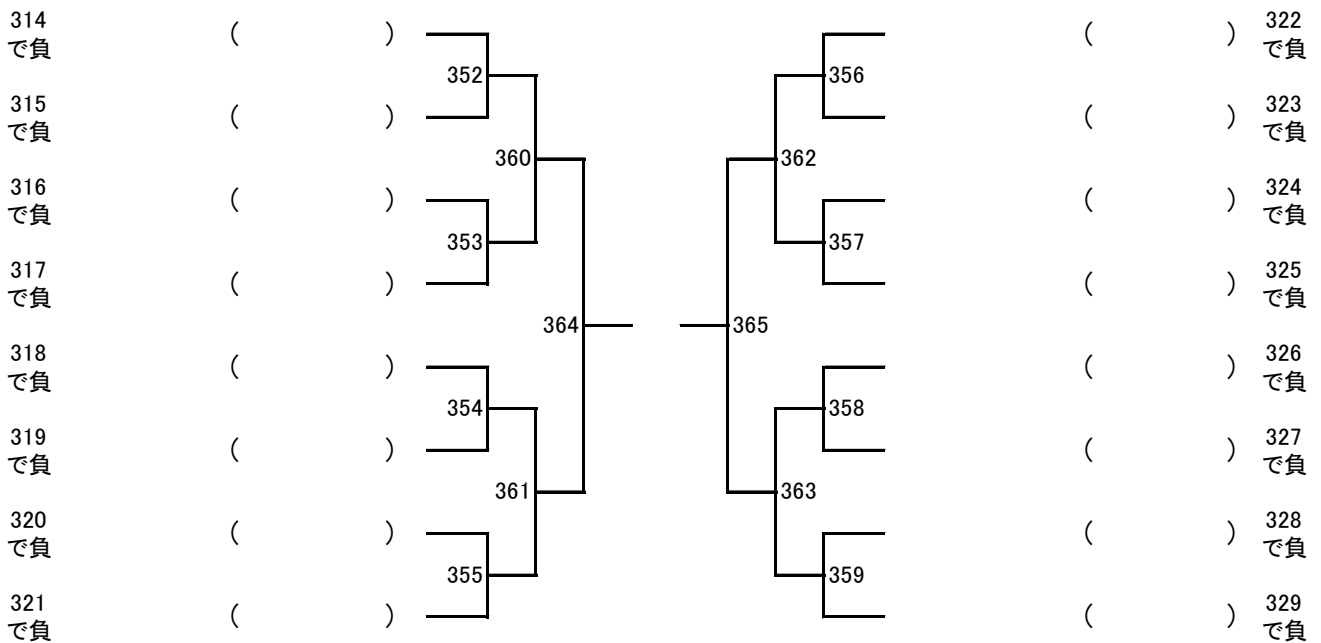 314
で負 ( ) ( ) 322
で負
352 356
315
で負 ( ) ( ) 323
で負
360 362
316
で負 ( ) ( ) 324
で負
353 357
317
で負 ( ) ( ) 325
で負
364 365
318
で負 ( ) ( ) 326
で負
354 358
319
で負 ( ) ( ) 327
で負
361 363
320
で負 ( ) ( ) 328
で負
355 359
321
で負 ( ) ( ) 329
で負